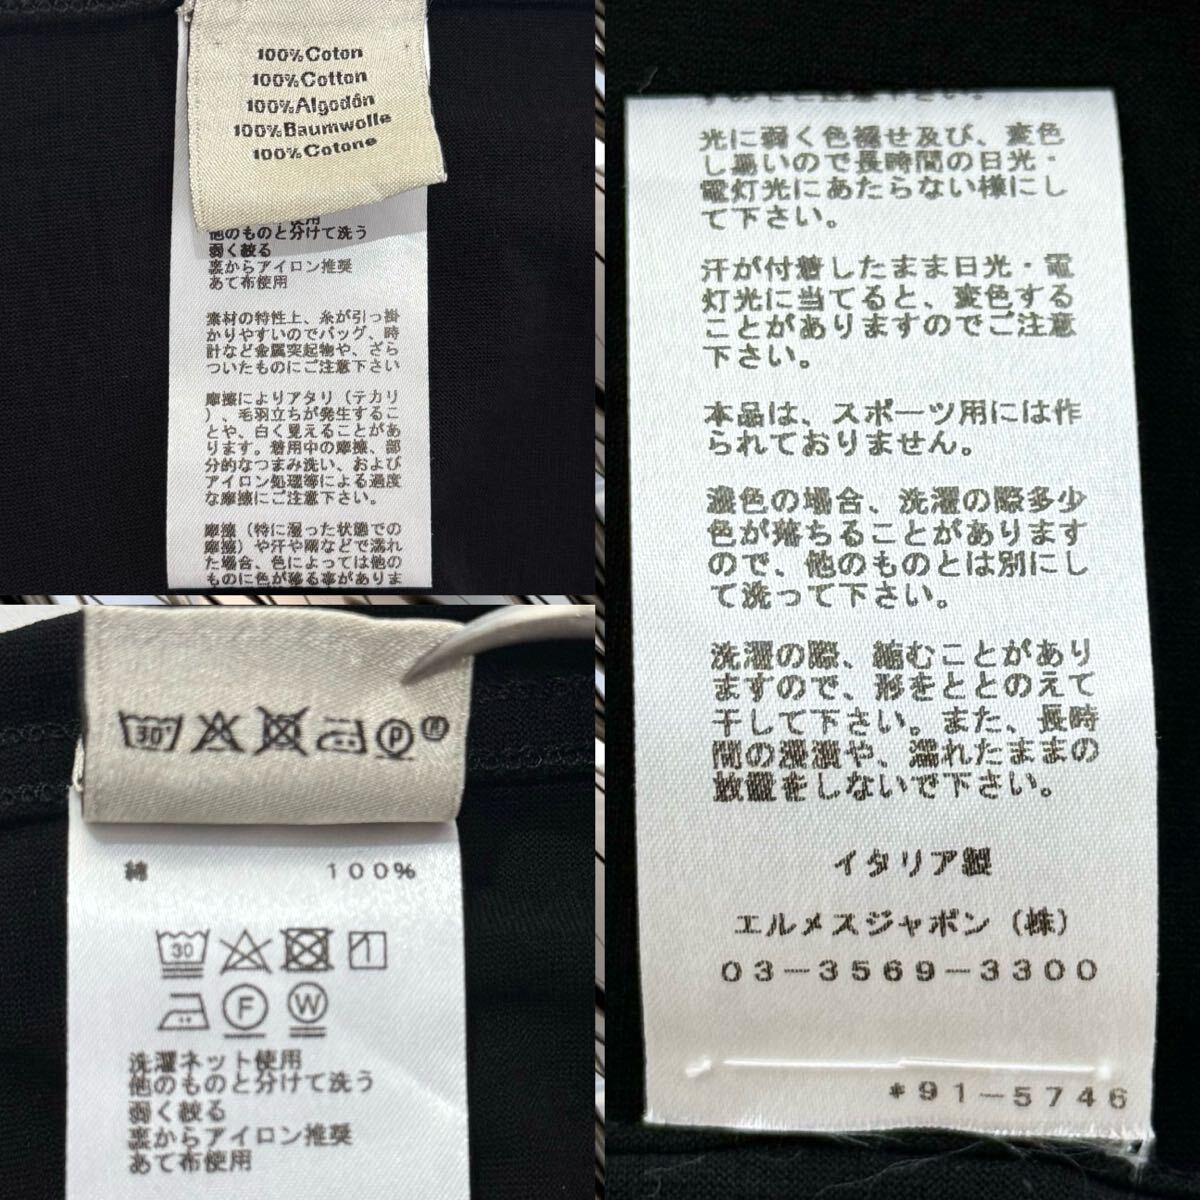 100%Coton
100%Cotton
100%Algodón
100%Baumwolle
100%Cotone
他のものと分けて洗う
弱く絞る
裏からアイロン推奨
あて布使用
素材の特性上、糸が引っ掛
かりやすいのでバッグ、時
計など金属突起物や、ざら
ついたものにご注意下さい
摩擦によりアタリ（テカリ
）、毛羽立ちが発生するこ
とや、白く見えることがあ
ります。着用中の摩擦、部
分的なつまみ洗い、および
アイロン処理等による過度
な摩擦にご注意下さい。
摩擦（特に湿った状態での
摩擦）や汗や雨などで濡れ
た場合、色によっては他の
ものに色が移る事がありま
30°
P
綿 100%
30
F
W
洗濯ネット使用
他のものと分けて洗う
弱く絞る
裏からアイロン推奨
あて布使用
光に弱く色褪せ及び、変色
し易いので長時間の日光・
電灯光にあたらない様にし
て下さい。
汗が付着したまま日光・電
灯光に当てると、変色する
ことがありますのでご注意
下さい。
本品は、スポーツ用には作
られておりません。
濃色の場合、洗濯の際多少
色が落ちることがあります
ので、他のものとは別にし
て洗って下さい。
洗濯の際、縮むことがあり
ますので、形をととのえて
干して下さい。また、長時
間の浸漬や、濡れたままの
放置をしないで下さい。
イタリア製
エルメスジャポン（株）
03-3569-3300
*91-5746